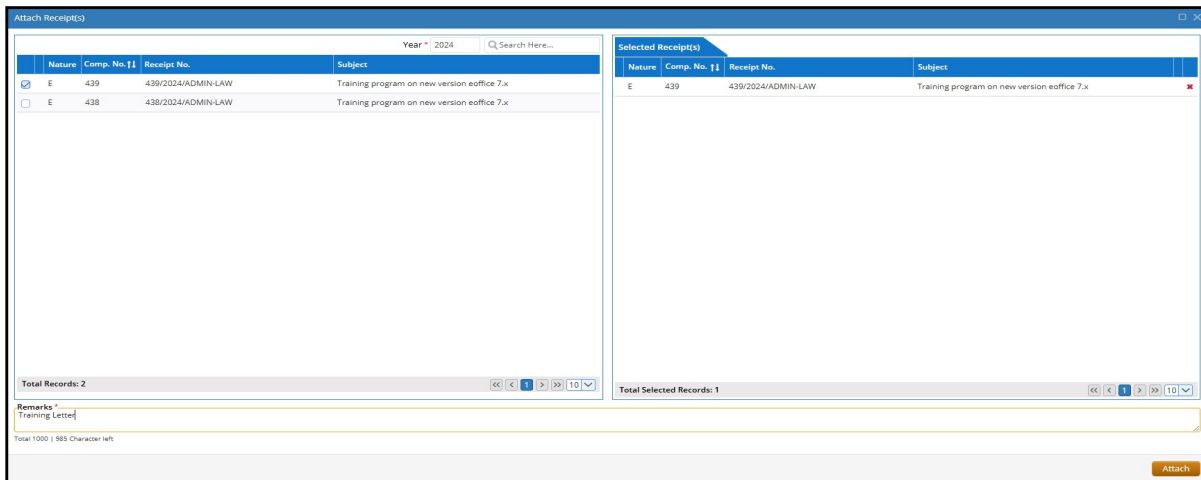 Attach Receipt(s)
Year * 2024 Search Here...
Nature Comp. No. Receipt No. Subject
E 439 439/2024/ADMIN-LAW Training program on new version eoffice 7.x
E 438 438/2024/ADMIN-LAW Training program on new version eoffice 7.x
Total Records: 2 << < 1 > >> 10
Selected Receipt(s)
Nature Comp. No. Receipt No. Subject
E 439 439/2024/ADMIN-LAW Training program on new version eoffice 7.x
Total Selected Records: 1 << < 1 > >> 10
Remarks *
Training Letter
Total 1000 | 985 Character left
Attach